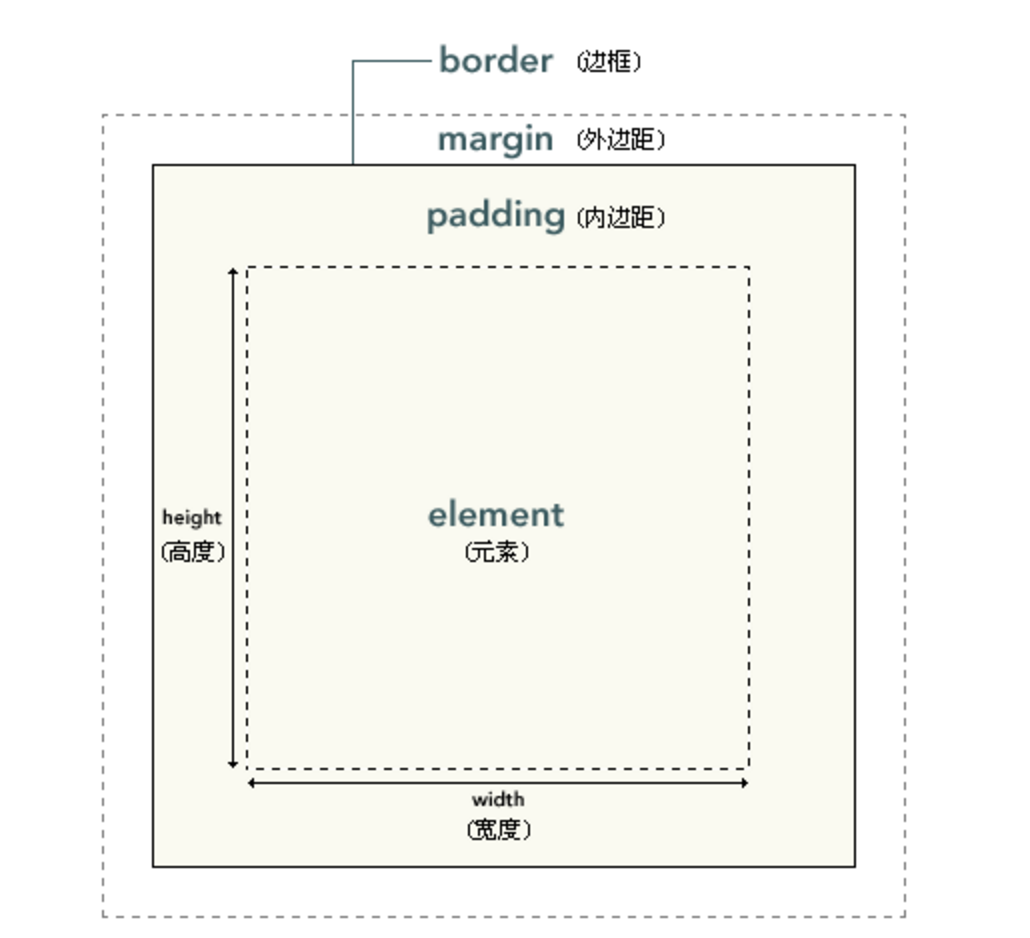 border (边框)
margin (外边距)
padding (内边距)
height
(高度)
element
(元素)
width
(宽度)